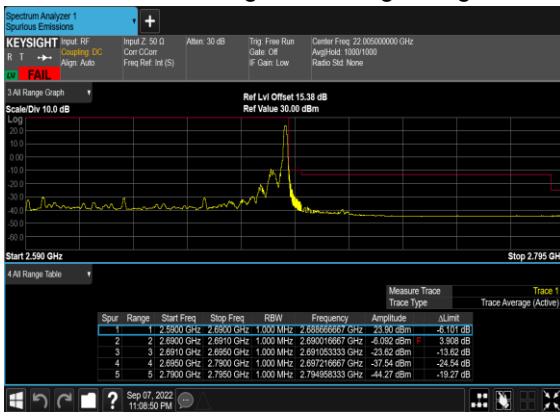 Spectrum Analyzer 1
Spurious Emissions
KEYSIGHT
R T
LV
FAIL
Input: RF
Coupling: DC
Align: Auto
Input Z: 50 Ω
Corr CCorr
Freq Ref: Int (S)
Atten: 30 dB
Trig: Free Run
Gate: Off
IF Gain: Low
Center Freq: 22.005000000 GHz
Avg|Hold: 1000/1000
Radio Std: None
3 All Range Graph
Scale/Div 10.0 dB
Ref Lvl Offset 15.38 dB
Ref Value 30.00 dBm
Log
20.0
10.0
0.00
-10.0
-20.0
-30.0
-40.0
-50.0
-60.0
Start 2.590 GHz
Stop 2.795 GH
4 All Range Table
Measure Trace Trace 1
Trace Type Trace Average (Active)
Spur Range Start Freq Stop Freq RBW Frequency Amplitude ΔLimit
1 1 2.5900 GHz 2.6900 GHz 1.000 MHz 2.688666667 GHz 23.90 dBm -6.101 dB
2 2 2.6900 GHz 2.6910 GHz 1.000 MHz 2.690016667 GHz -6.092 dBm F 3.908 dB
3 3 2.6910 GHz 2.6950 GHz 1.000 MHz 2.691053333 GHz -23.62 dBm -13.62 dB
4 4 2.6950 GHz 2.7900 GHz 1.000 MHz 2.697216667 GHz -37.54 dBm -24.54 dB
5 5 2.7900 GHz 2.7950 GHz 1.000 MHz 2.794958333 GHz -44.27 dBm -19.27 dB
Sep 07, 2022
11:08:50 PM